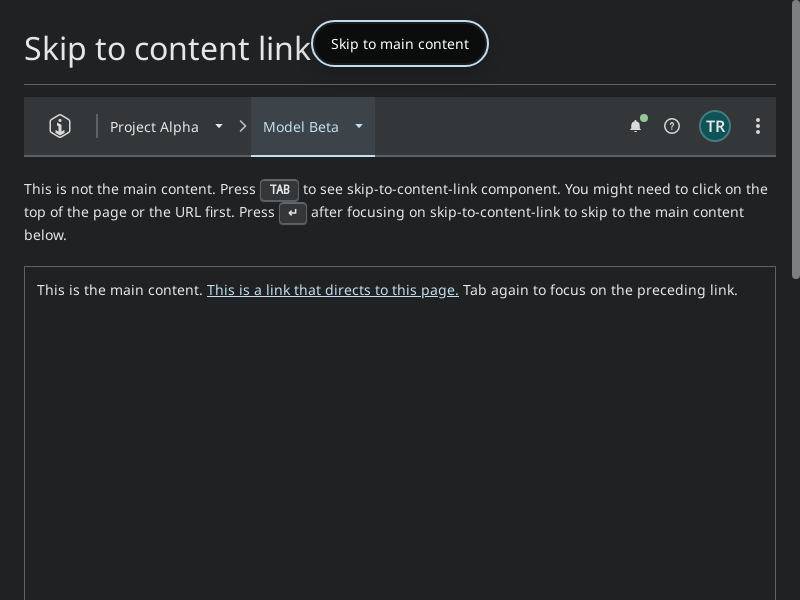 Skip to content link
Skip to main content
Project Alpha
Model Beta
TR
This is not the main content. Press TAB to see skip-to-content-link component. You might need to click on the
top of the page or the URL first. Press ↵ after focusing on skip-to-content-link to skip to the main content
below.
This is the main content. This is a link that directs to this page. Tab again to focus on the preceding link.